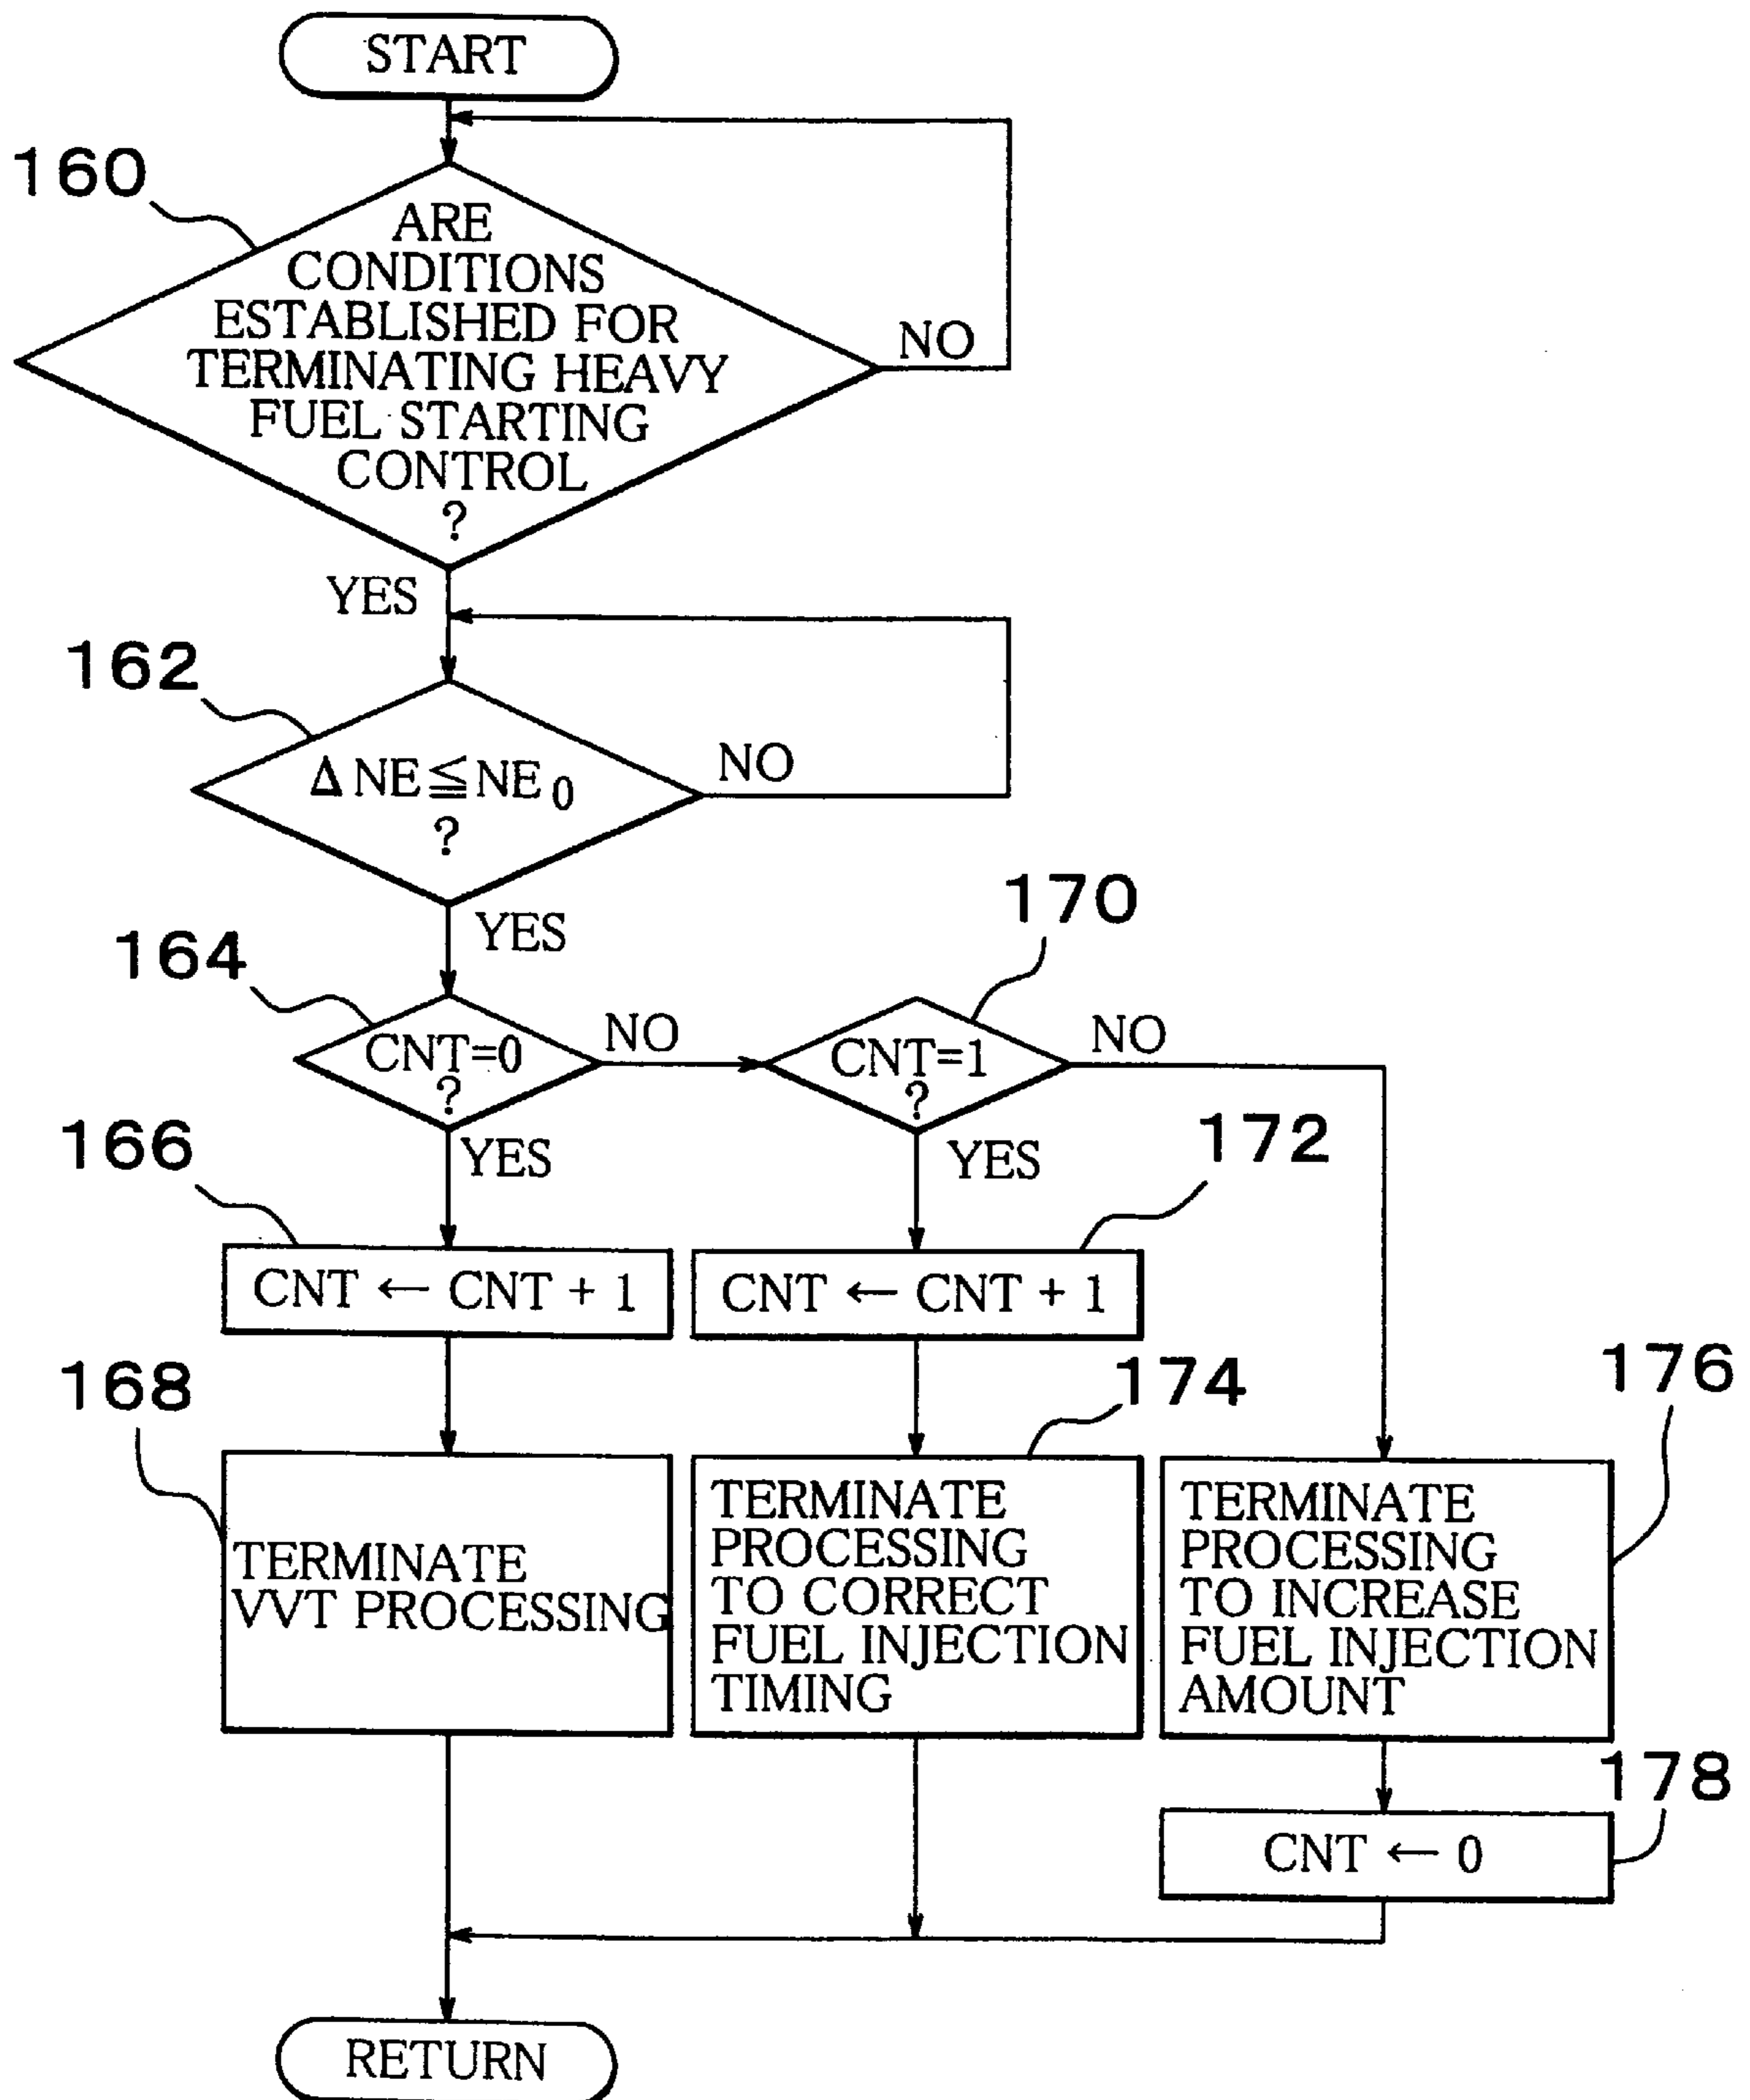 START
160
ARE
CONDITIONS
ESTABLISHED FOR
TERMINATING HEAVY
FUEL STARTING
CONTROL
?
NO
YES
162
Δ NE ≦ NE₀
?
NO
YES
164
CNT=0
?
NO
YES
170
CNT=1
?
NO
YES
166
CNT ← CNT + 1
172
CNT ← CNT + 1
168
TERMINATE
VVT PROCESSING
174
TERMINATE
PROCESSING
TO CORRECT
FUEL INJECTION
TIMING
176
TERMINATE
PROCESSING
TO INCREASE
FUEL INJECTION
AMOUNT
178
CNT ← 0
RETURN